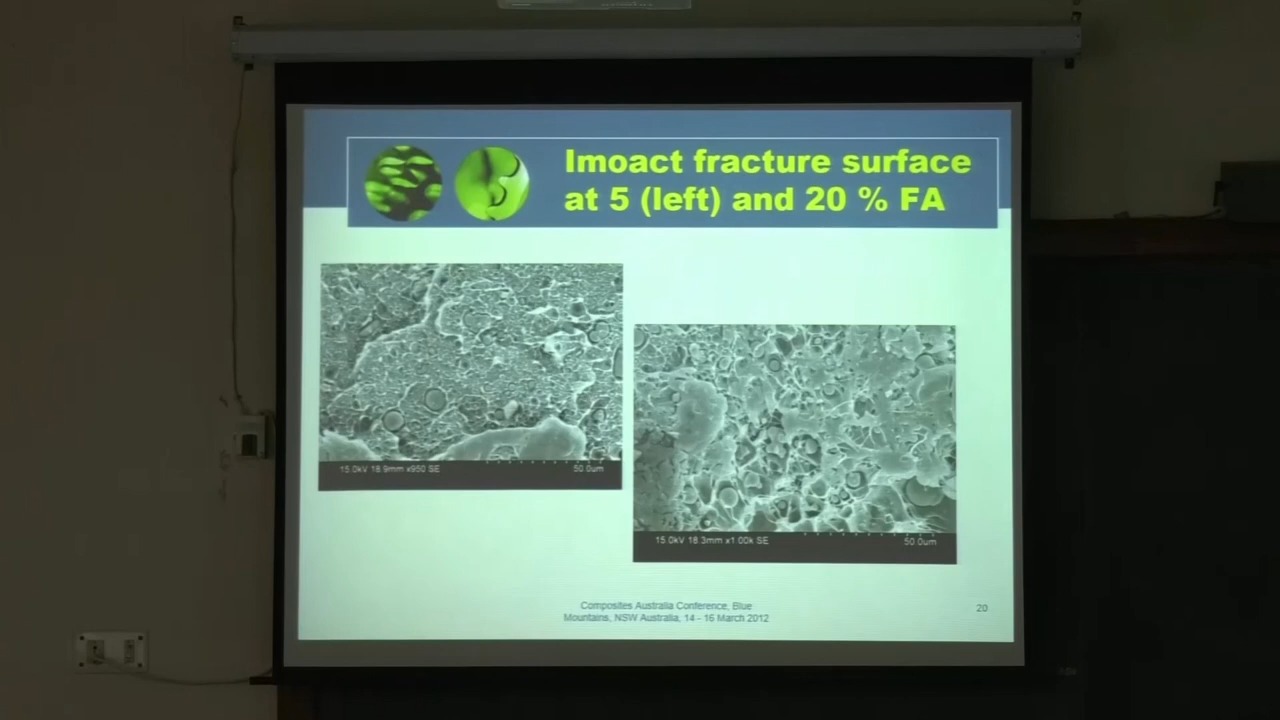 Imoact fracture surface
at 5 (left) and 20 % FA
15.0kV 18.9mm x950 SE 50.0um
15.0kV 18.3mm x1.00k SE 50.0um
Composites Australia Conference, Blue
Mountains, NSW Australia, 14 - 16 March 2012
20